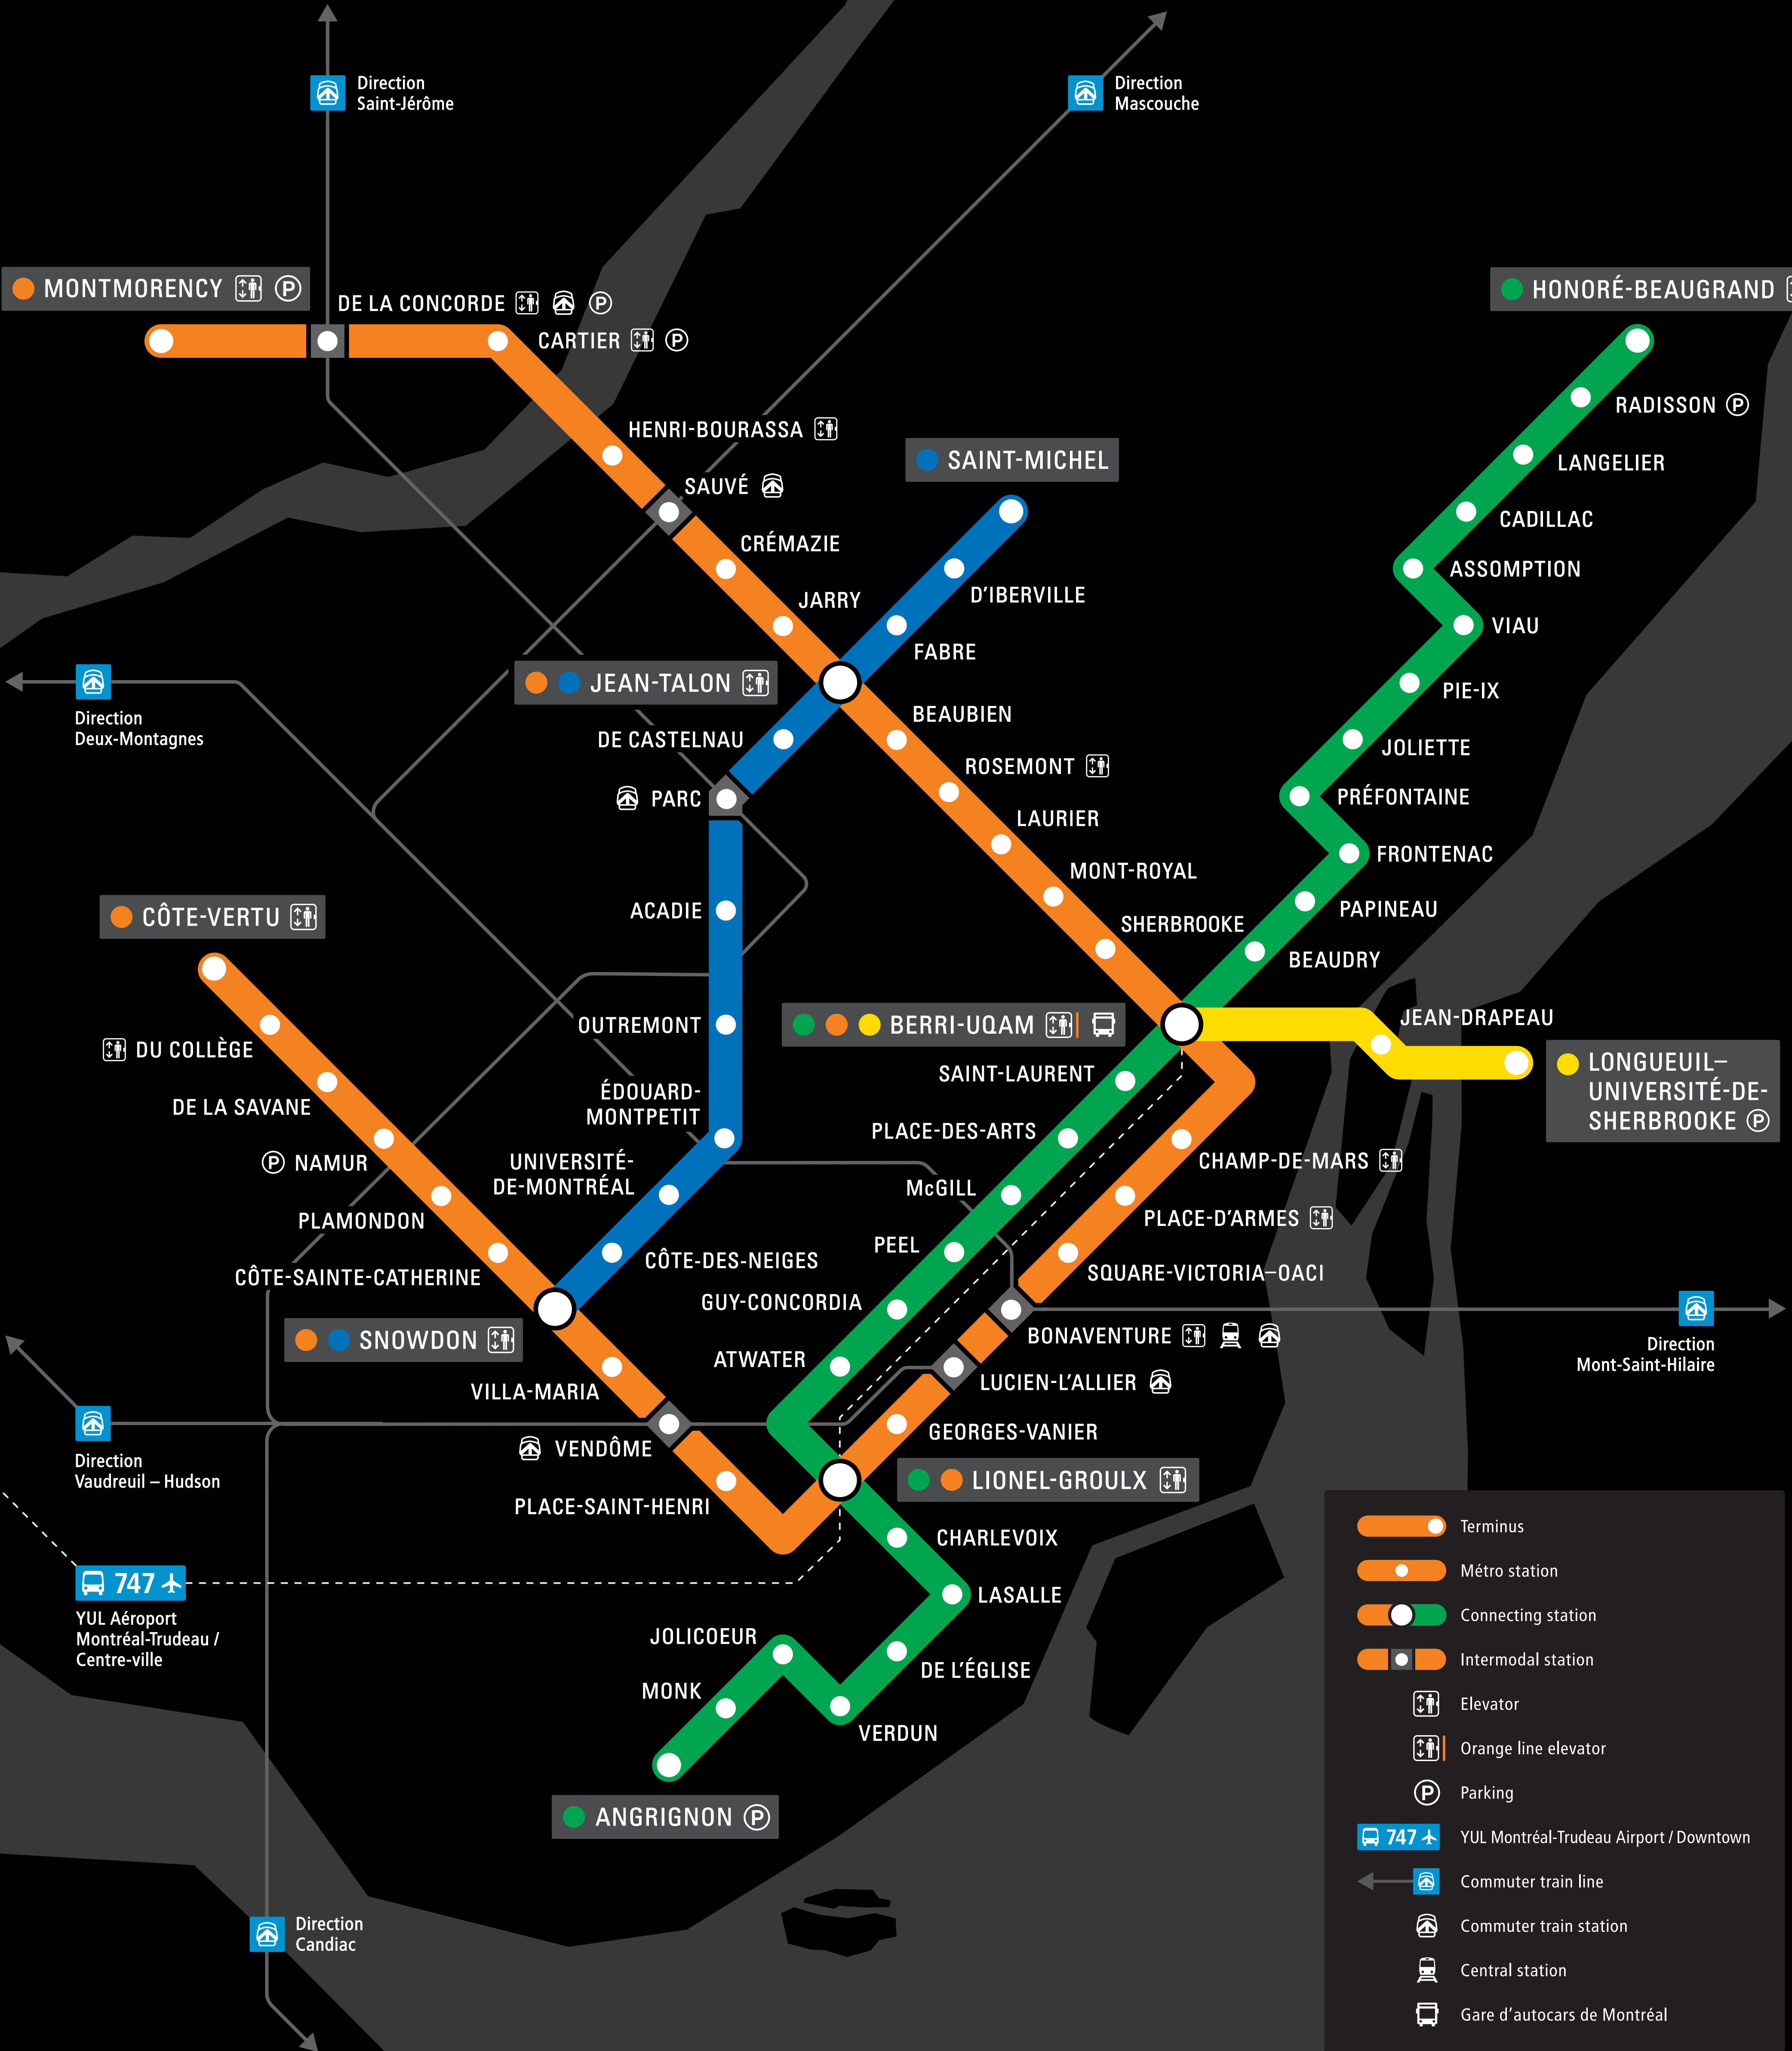 Direction
Saint-Jérôme
Direction
Mascouche
MONTMORENCY P
DE LA CONCORDE P
CARTIER P
HONORÉ-BEAUGRAND
RADISSON P
HENRI-BOURASSA
SAINT-MICHEL
LANGELIER
SAUVÉ
CADILLAC
CRÉMAZIE
ASSOMPTION
JARRY
D'IBERVILLE
VIAU
FABRE
JEAN-TALON
PIE-IX
Direction
Deux-Montagnes
BEAUBIEN
DE CASTELNAU
JOLIETTE
ROSEMONT
PARC
PRÉFONTAINE
LAURIER
FRONTENAC
MONT-ROYAL
CÔTE-VERTU
ACADIE
PAPINEAU
SHERBROOKE
BEAUDRY
OUTREMONT
BERRI-UQAM
JEAN-DRAPEAU
DU COLLÈGE
SAINT-LAURENT
LONGUEUIL–
UNIVERSITÉ-DE-
SHERBROOKE P
ÉDOUARD-
MONTPETIT
DE LA SAVANE
PLACE-DES-ARTS
P NAMUR
UNIVERSITÉ-
DE-MONTRÉAL
CHAMP-DE-MARS
McGILL
PLAMONDON
PLACE-D'ARMES
PEEL
CÔTE-SAINTE-CATHERINE
CÔTE-DES-NEIGES
SQUARE-VICTORIA–OACI
GUY-CONCORDIA
SNOWDON
BONAVENTURE
Direction
Mont-Saint-Hilaire
ATWATER
VILLA-MARIA
LUCIEN-L'ALLIER
GEORGES-VANIER
VENDÔME
Direction
Vaudreuil – Hudson
LIONEL-GROULX
PLACE-SAINT-HENRI
CHARLEVOIX
747
YUL Aéroport
Montréal-Trudeau /
Centre-ville
LASALLE
JOLICOEUR
DE L'ÉGLISE
MONK
VERDUN
ANGRIGNON P
Direction
Candiac
Terminus
Métro station
Connecting station
Intermodal station
Elevator
Orange line elevator
P Parking
747 YUL Montréal-Trudeau Airport / Downtown
Commuter train line
Commuter train station
Central station
Gare d'autocars de Montréal